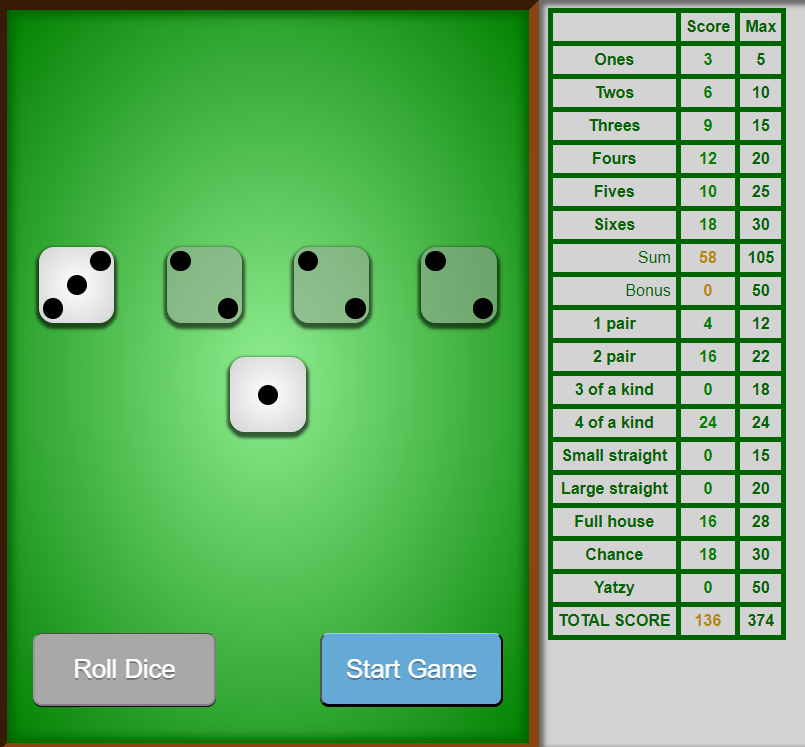 Score Max
Ones 3 5
Twos 6 10
Threes 9 15
Fours 12 20
Fives 10 25
Sixes 18 30
Sum 58 105
Bonus 0 50
1 pair 4 12
2 pair 16 22
3 of a kind 0 18
4 of a kind 24 24
Small straight 0 15
Large straight 0 20
Full house 16 28
Chance 18 30
Yatzy 0 50
TOTAL SCORE 136 374
Roll Dice
Start Game